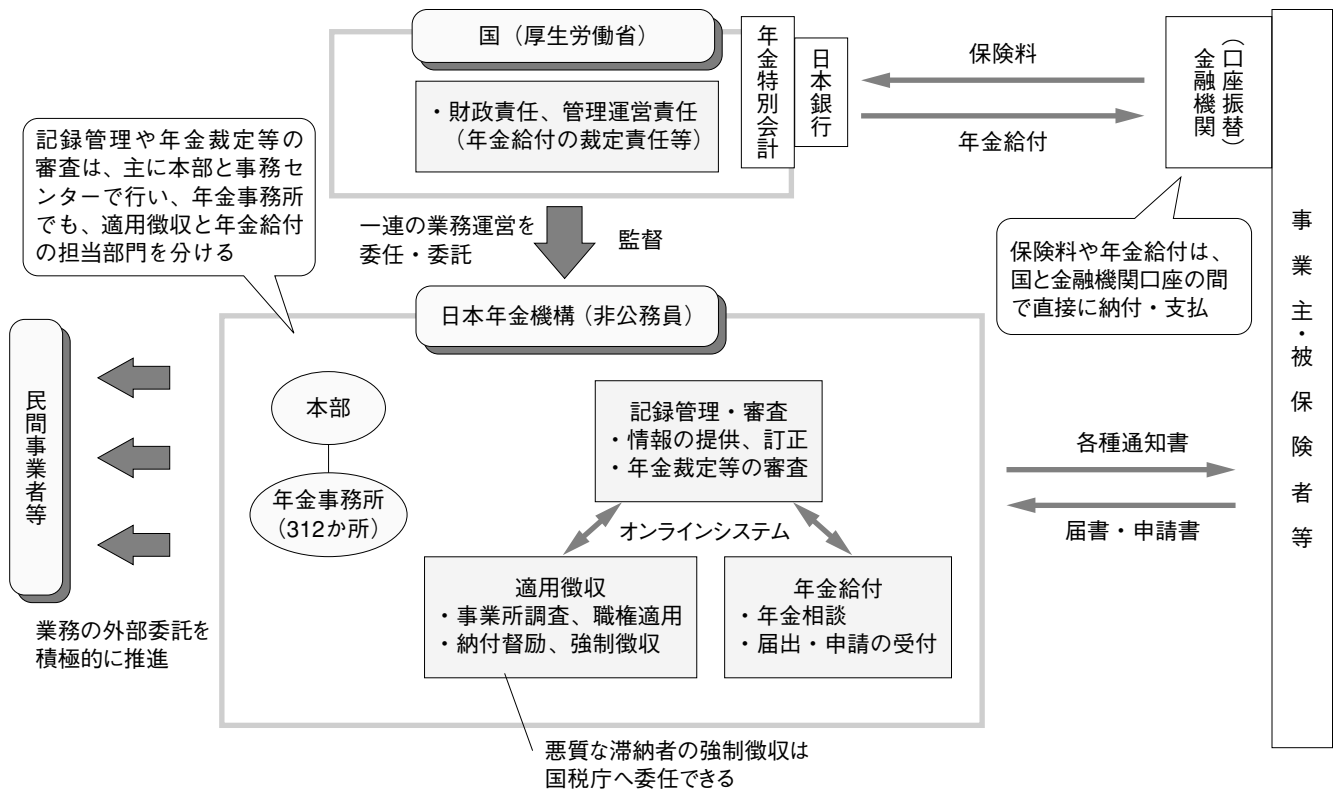 国（厚生労働省）
・財政責任、管理運営責任
（年金給付の裁定責任等）
年金特別会計
日本銀行
保険料
年金給付
（口座振替）
金融機関
事業主・被保険者等
記録管理や年金裁定等の
審査は、主に本部と事務セ
ンターで行い、年金事務所
でも、適用徴収と年金給付
の担当部門を分ける
一連の業務運営を
委任・委託
監督
保険料や年金給付は、
国と金融機関口座の間
で直接に納付・支払
日本年金機構（非公務員）
民間事業者等
業務の外部委託を
積極的に推進
本部
年金事務所
（312か所）
記録管理・審査
・情報の提供、訂正
・年金裁定等の審査
オンラインシステム
適用徴収
・事業所調査、職権適用
・納付督励、強制徴収
年金給付
・年金相談
・届出・申請の受付
各種通知書
届書・申請書
悪質な滞納者の強制徴収は
国税庁へ委任できる